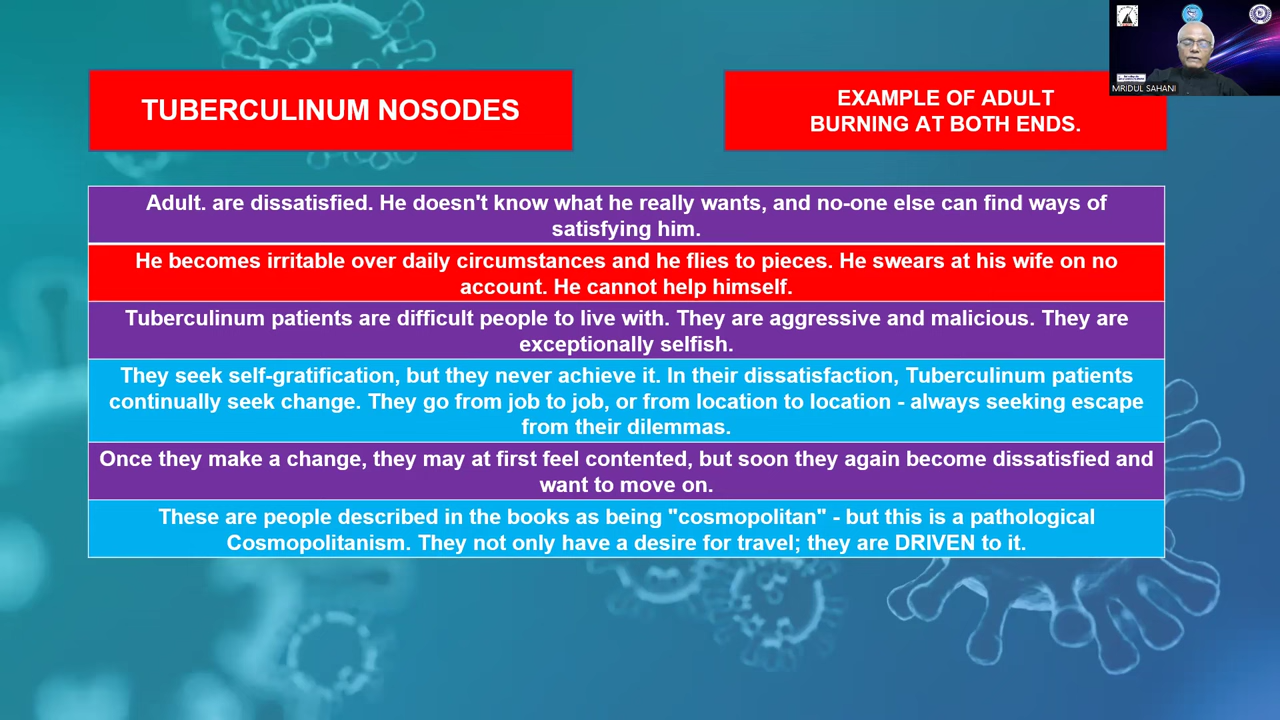 TUBERCULINUM NOSODES
EXAMPLE OF ADULT
BURNING AT BOTH ENDS.
MRIDUL SAHANI
Adult. are dissatisfied. He doesn't know what he really wants, and no-one else can find ways of
satisfying him.
He becomes irritable over daily circumstances and he flies to pieces. He swears at his wife on no
account. He cannot help himself.
Tuberculinum patients are difficult people to live with. They are aggressive and malicious. They are
exceptionally selfish.
They seek self-gratification, but they never achieve it. In their dissatisfaction, Tuberculinum patients
continually seek change. They go from job to job, or from location to location - always seeking escape
from their dilemmas.
Once they make a change, they may at first feel contented, but soon they again become dissatisfied and
want to move on.
These are people described in the books as being "cosmopolitan" - but this is a pathological
Cosmopolitanism. They not only have a desire for travel; they are DRIVEN to it.